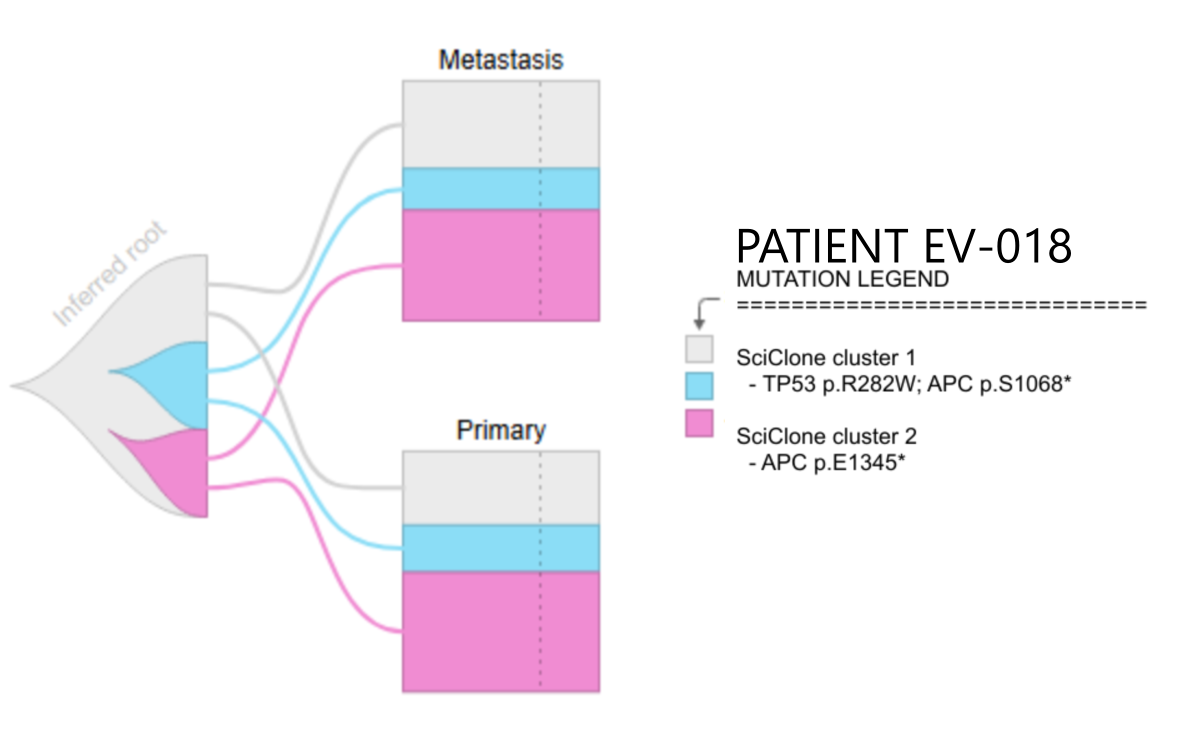 Metastasis
Inferred root
PATIENT EV-018
MUTATION LEGEND
==============================
SciClone cluster 1
- TP53 p.R282W; APC p.S1068*
Primary
SciClone cluster 2
- APC p.E1345*